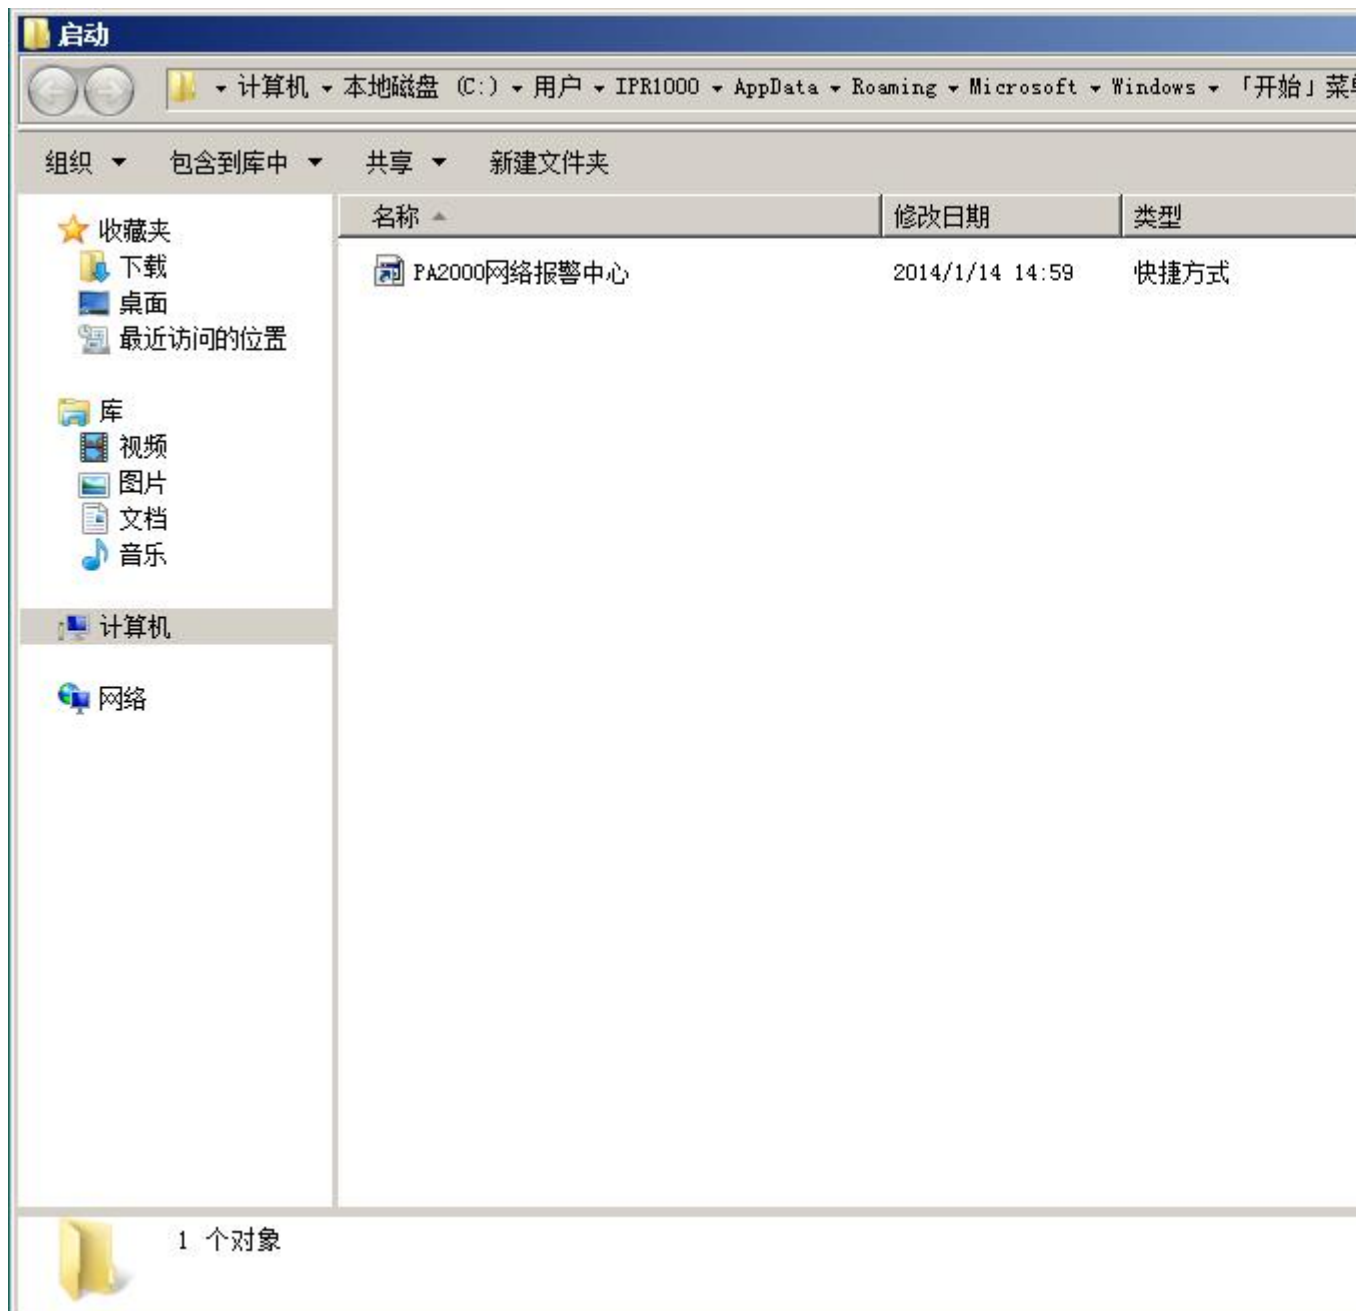 启动
计算机 本地磁盘 (C:) 用户 IPR1000 AppData Roaming Microsoft Windows 「开始」菜单
组织 包含到库中 共享 新建文件夹
名称 修改日期 类型
PA2000网络报警中心 2014/1/14 14:59 快捷方式
收藏夹
下载
桌面
最近访问的位置
库
视频
图片
文档
音乐
计算机
网络
1 个对象